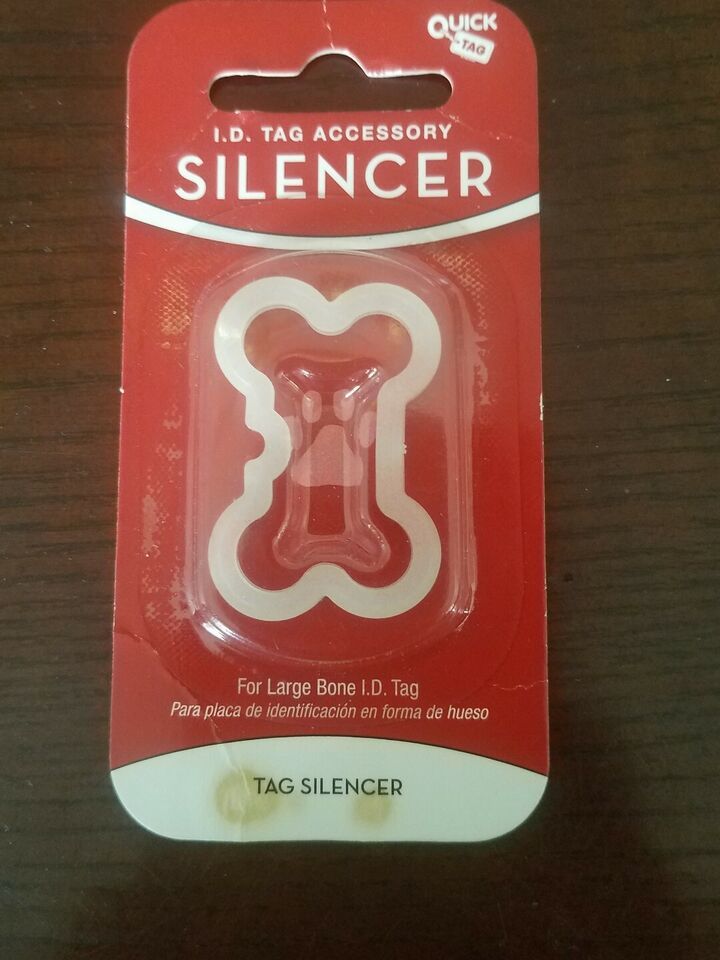 QUICK
TAG
I.D. TAG ACCESSORY
SILENCER
For Large Bone I.D. Tag
Para placa de identificación en forma de hueso
TAG SILENCER